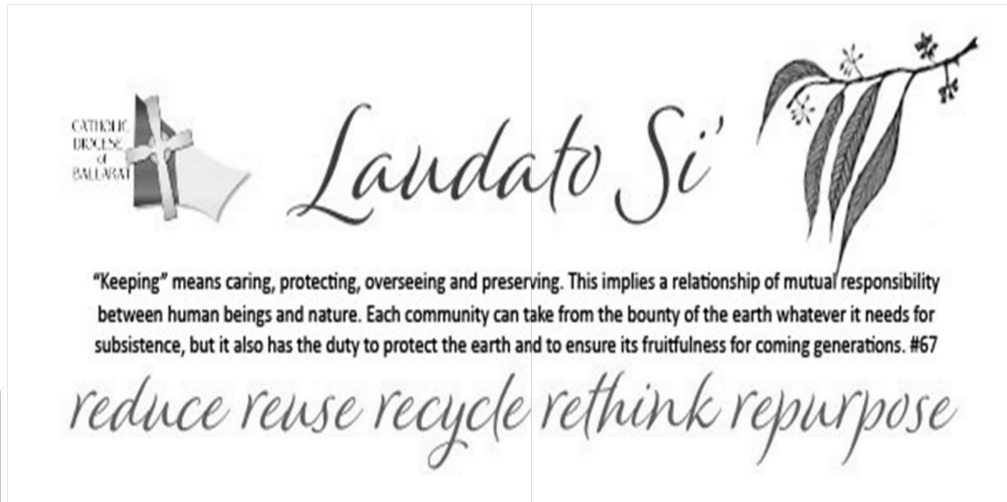 CATHOLIC
DIOCESE
of
BALLARAT
Laudato Si’
“Keeping” means caring, protecting, overseeing and preserving. This implies a relationship of mutual responsibility
between human beings and nature. Each community can take from the bounty of the earth whatever it needs for
subsistence, but it also has the duty to protect the earth and to ensure its fruitfulness for coming generations. #67
reduce reuse recycle rethink repurpose